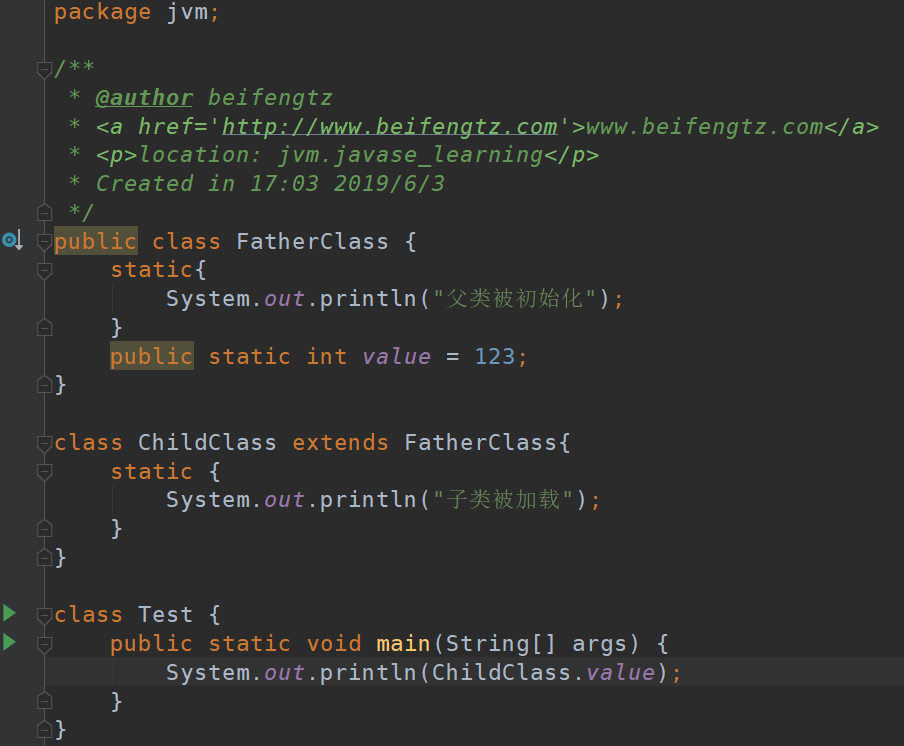 package jvm;
/**
 * @author beifengtz
 * <a href='http://www.beifengtz.com'>www.beifengtz.com</a>
 * <p>location: jvm.javase_learning</p>
 * Created in 17:03 2019/6/3
 */
public class FatherClass {
    static{
        System.out.println("父类被初始化");
    }
    public static int value = 123;
}
class ChildClass extends FatherClass{
    static {
        System.out.println("子类被加载");
    }
}
class Test {
    public static void main(String[] args) {
        System.out.println(ChildClass.value);
    }
}